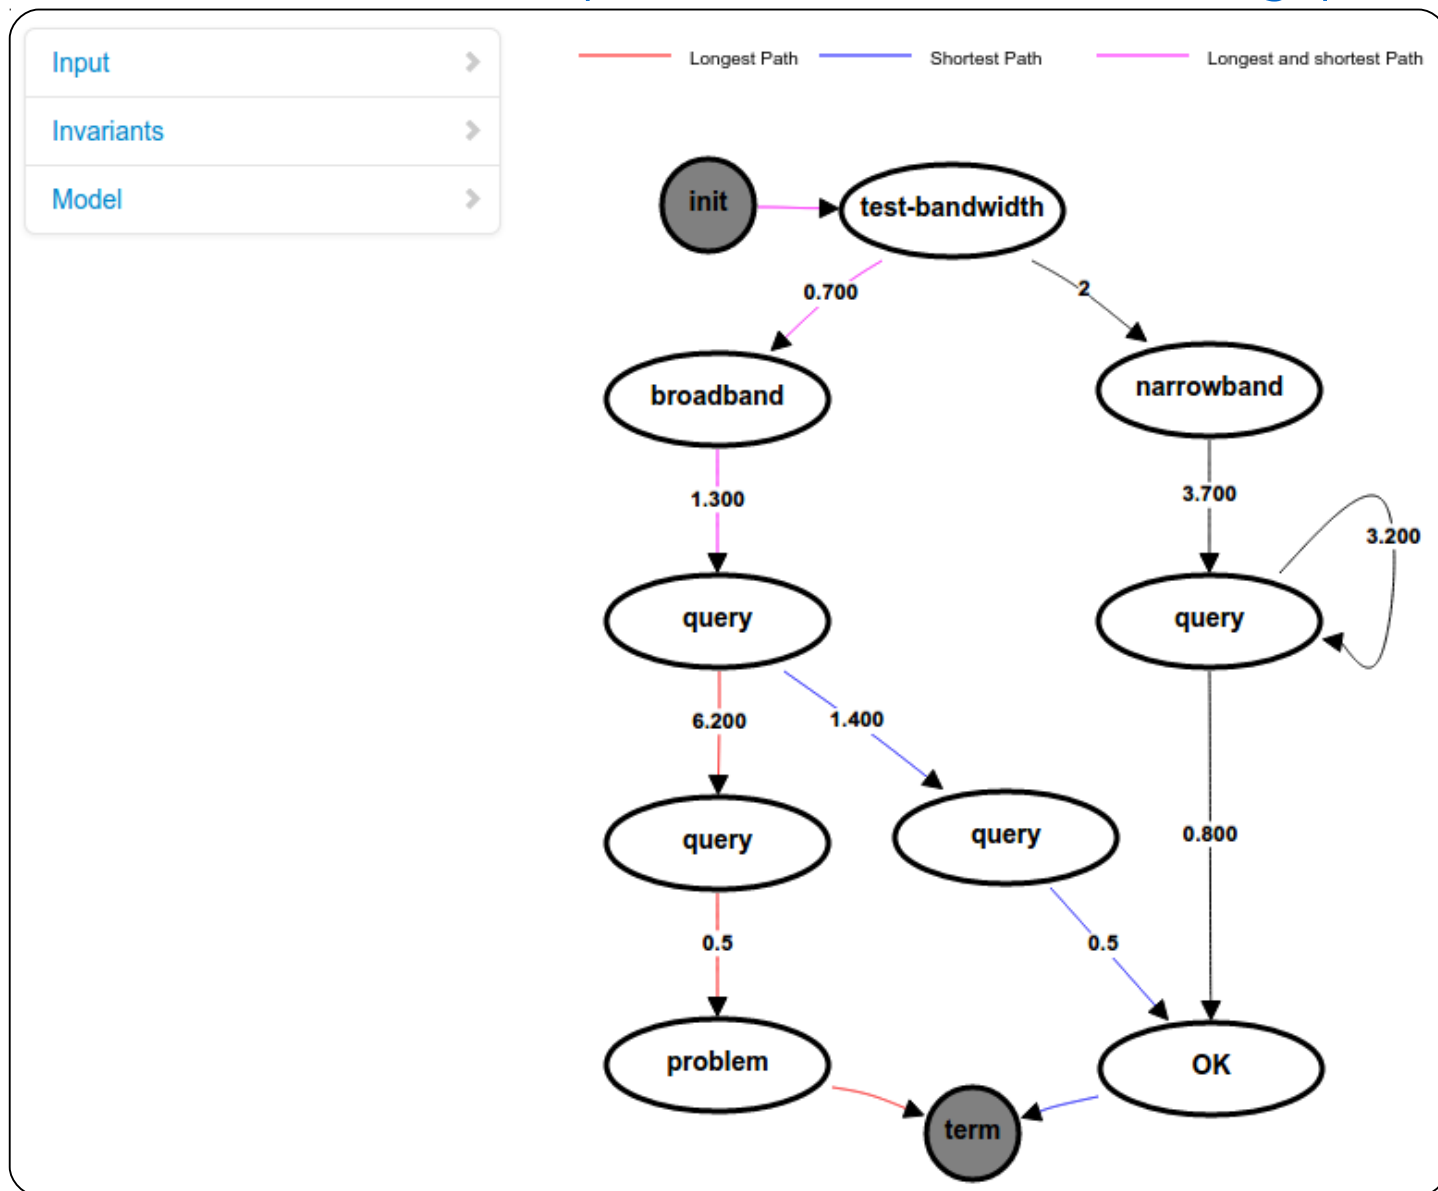 Input
Invariants
Model
Longest Path
Shortest Path
Longest and shortest Path
init
test-bandwidth
0.700
2
broadband
narrowband
1.300
3.700
3.200
query
query
6.200
1.400
query
query
0.800
0.5
0.5
problem
OK
term